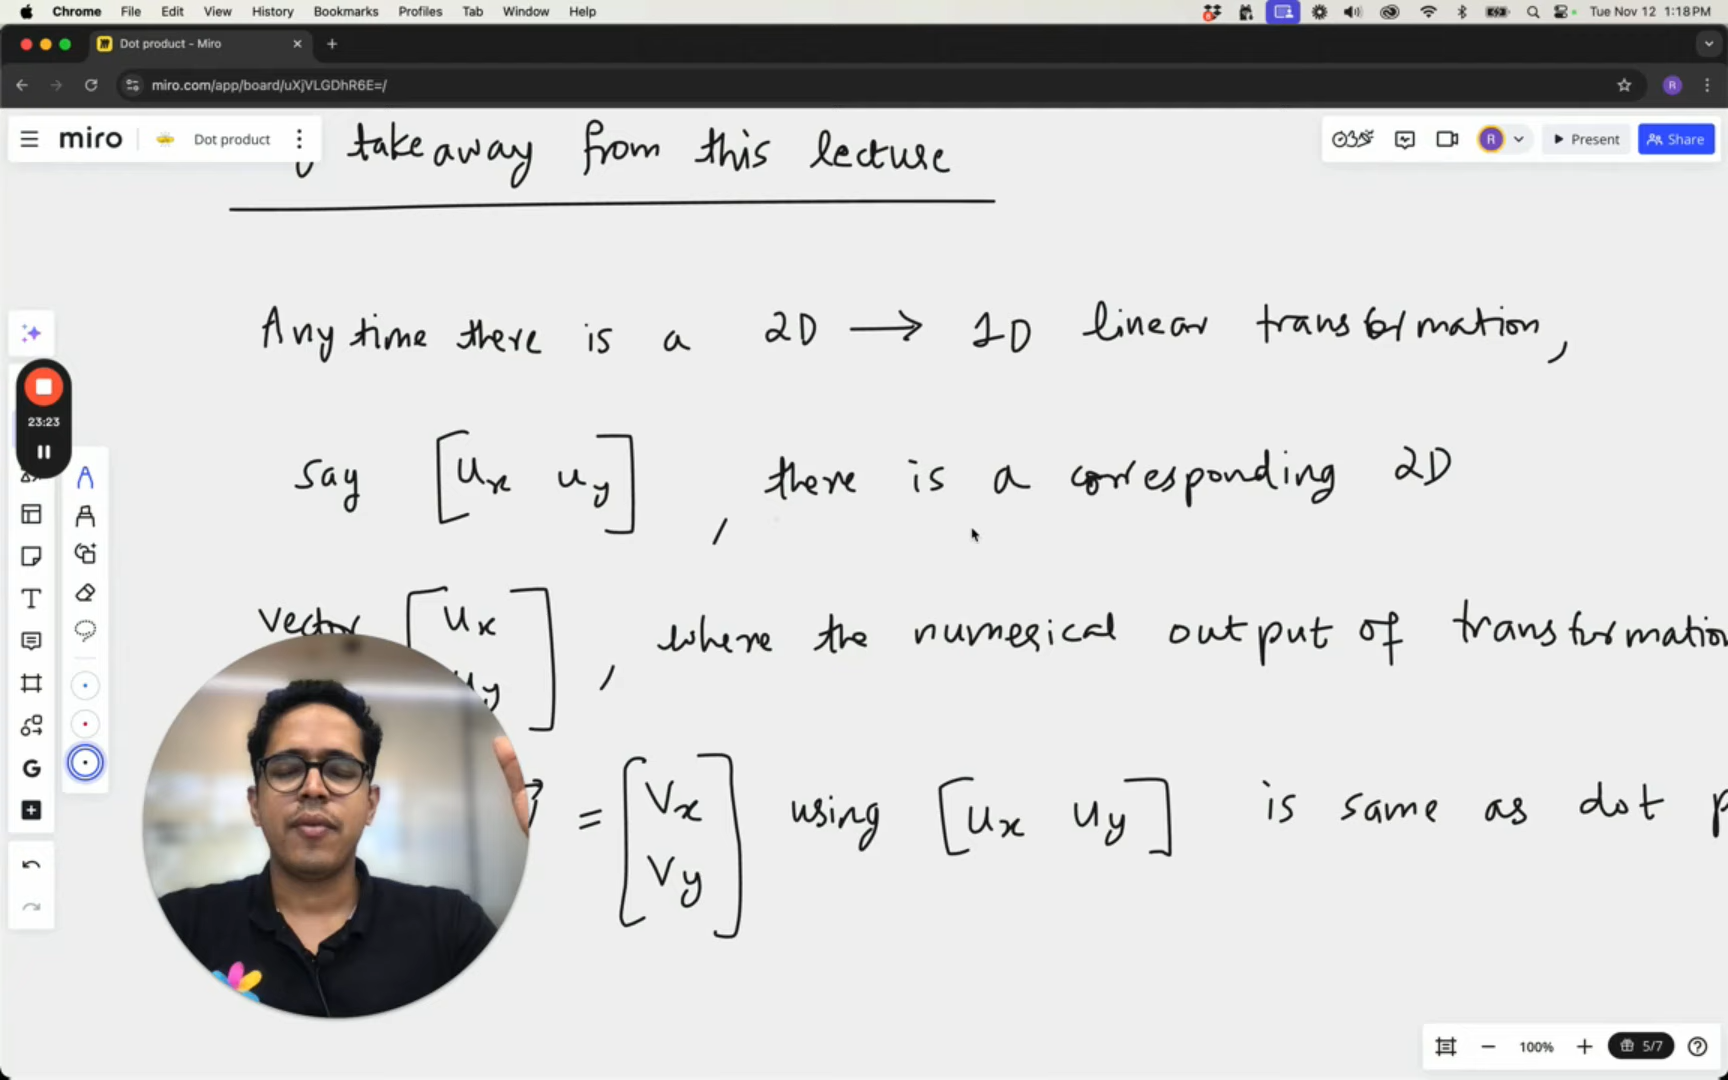 Chrome File Edit View History Bookmarks Profiles Tab Window Help Tue Nov 12 1:18 PM
Dot product - Miro
miro.com/app/board/uXjVLGDhR6E=/
miro Dot product Present Share
take away from this lecture
Any time there is a 2D → 1D linear transformation,
23:23
Say [ux uy], there is a corresponding 2D
vector [ux
uy], where the numerical output of transformation
= [vx
vy] using [ux uy] is same as dot p
100% 5/7